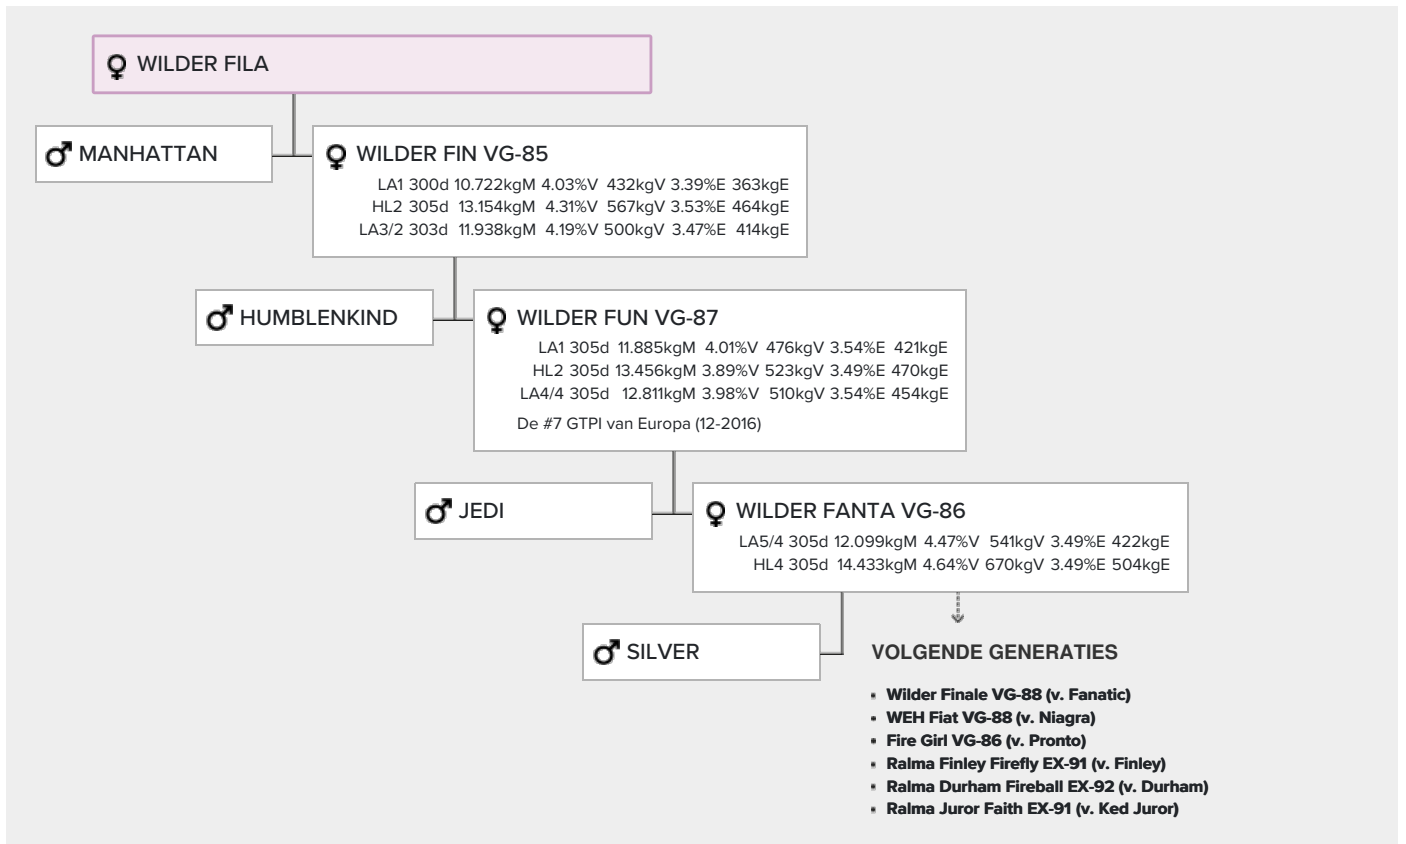 WILDER FILA
MANHATTAN
WILDER FIN VG-85
LA1 300d 10.722kgM 4.03%V 432kgV 3.39%E 363kgE
HL2 305d 13.154kgM 4.31%V 567kgV 3.53%E 464kgE
LA3/2 303d 11.938kgM 4.19%V 500kgV 3.47%E 414kgE
HUMBLENKIND
WILDER FUN VG-87
LA1 305d 11.885kgM 4.01%V 476kgV 3.54%E 421kgE
HL2 305d 13.456kgM 3.89%V 523kgV 3.49%E 470kgE
LA4/4 305d 12.811kgM 3.98%V 510kgV 3.54%E 454kgE
De #7 GTPI van Europa (12-2016)
JEDI
WILDER FANTA VG-86
LA5/4 305d 12.099kgM 4.47%V 541kgV 3.49%E 422kgE
HL4 305d 14.433kgM 4.64%V 670kgV 3.49%E 504kgE
SILVER
VOLGENDE GENERATIES
Wilder Finale VG-88 (v. Fanatic)
WEH Fiat VG-88 (v. Niagra)
Fire Girl VG-86 (v. Pronto)
Ralma Finley Firefly EX-91 (v. Finley)
Ralma Durham Fireball EX-92 (v. Durham)
Ralma Juror Faith EX-91 (v. Ked Juror)